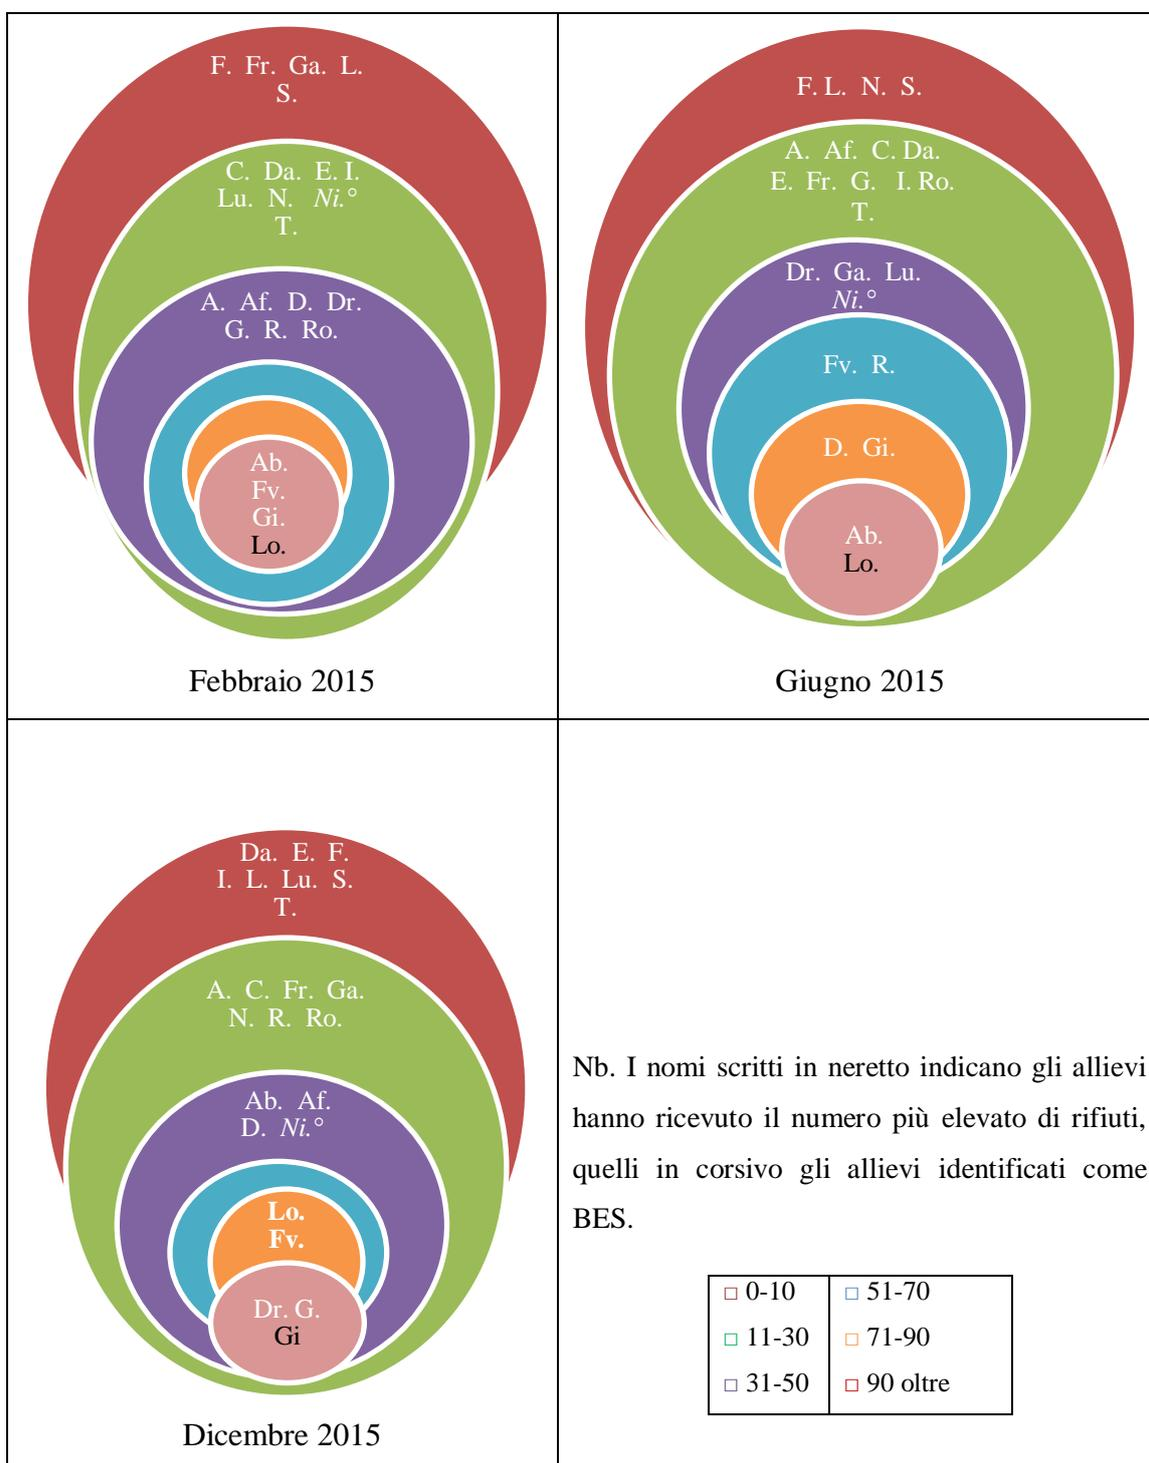 F. Fr. Ga. L.
S.
C. Da. E. I.
Lu. N. Ni.°
T.
A. Af. D. Dr.
G. R. Ro.
Ab.
Fv.
Gi.
Lo.
Febbraio 2015
F. L. N. S.
A. Af. C. Da.
E. Fr. G. I. Ro.
T.
Dr. Ga. Lu.
Ni.°
Fv. R.
D. Gi.
Ab.
Lo.
Giugno 2015
Da. E. F.
I. L. Lu. S.
T.
A. C. Fr. Ga.
N. R. Ro.
Ab. Af.
D. Ni.°
Lo.
Fv.
Dr. G.
Gi
Dicembre 2015
Nb. I nomi scritti in neretto indicano gli allievi
hanno ricevuto il numero più elevato di rifiuti,
quelli in corsivo gli allievi identificati come
BES.
0-10
11-30
31-50
51-70
71-90
90 oltre